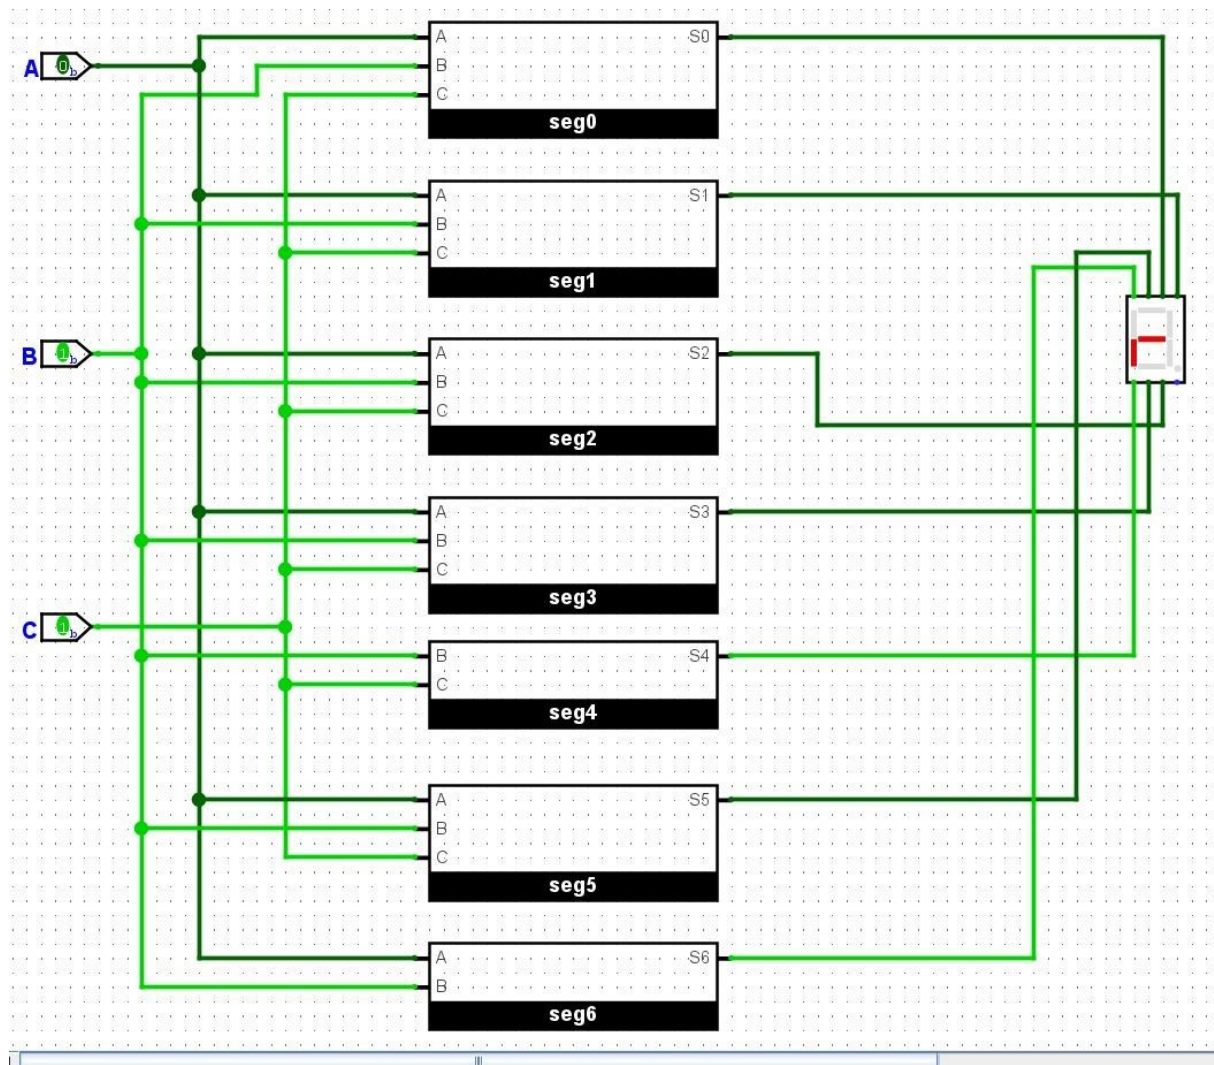 A 0 b
A S0
B
C
seg0
A S1
B
C
seg1
B 1 b
A S2
B
C
seg2
A S3
B
C
seg3
C 1 b
B S4
C
seg4
A S5
B
C
seg5
A S6
B
seg6